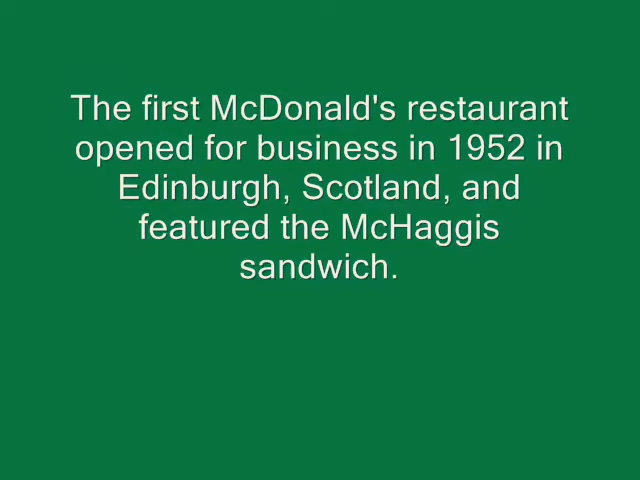 The first McDonald's restaurant
opened for business in 1952 in
Edinburgh, Scotland, and
featured the McHaggis
sandwich.